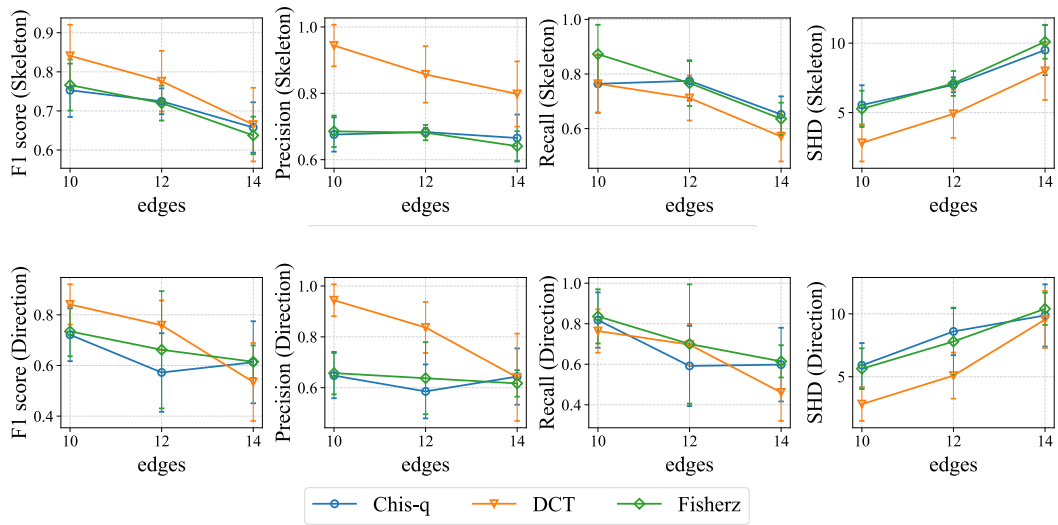 F1 score (Skeleton)
0.9
0.8
0.7
0.6
10 12 14
edges
Precision (Skeleton)
1.0
0.8
0.6
10 12 14
edges
Recall (Skeleton)
1.0
0.8
0.6
10 12 14
edges
SHD (Skeleton)
10
5
10 12 14
edges
F1 score (Direction)
0.8
0.6
0.4
10 12 14
edges
Precision (Direction)
1.0
0.8
0.6
10 12 14
edges
Recall (Direction)
1.0
0.8
0.6
0.4
10 12 14
edges
SHD (Direction)
10
5
10 12 14
edges
Chis-q DCT Fisherz